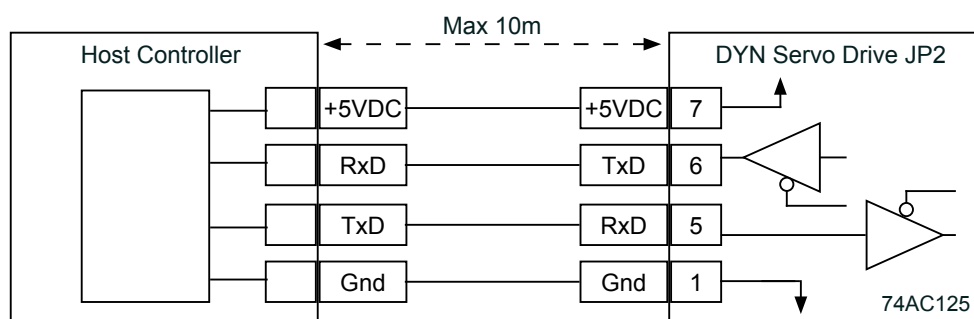 Max 10m
Host Controller
DYN Servo Drive JP2
+5VDC +5VDC 7
RxD TxD 6
TxD RxD 5
Gnd Gnd 1
74AC125